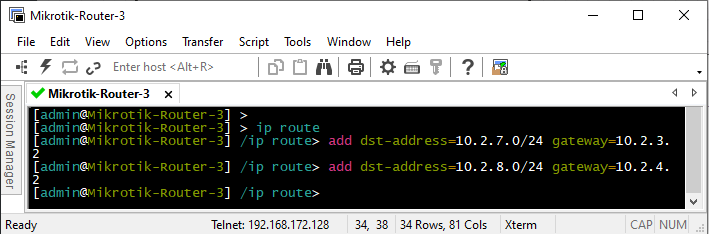 Mikrotik-Router-3
File Edit View Options Transfer Script Tools Window Help
Enter host <Alt+R>
Session Manager
Mikrotik-Router-3
[admin@Mikrotik-Router-3] >
[admin@Mikrotik-Router-3] > ip route
[admin@Mikrotik-Router-3] /ip route> add dst-address=10.2.7.0/24 gateway=10.2.3.
2
[admin@Mikrotik-Router-3] /ip route> add dst-address=10.2.8.0/24 gateway=10.2.4.
2
[admin@Mikrotik-Router-3] /ip route>
Ready Telnet: 192.168.172.128 34, 38 34 Rows, 81 Cols Xterm CAP NUM